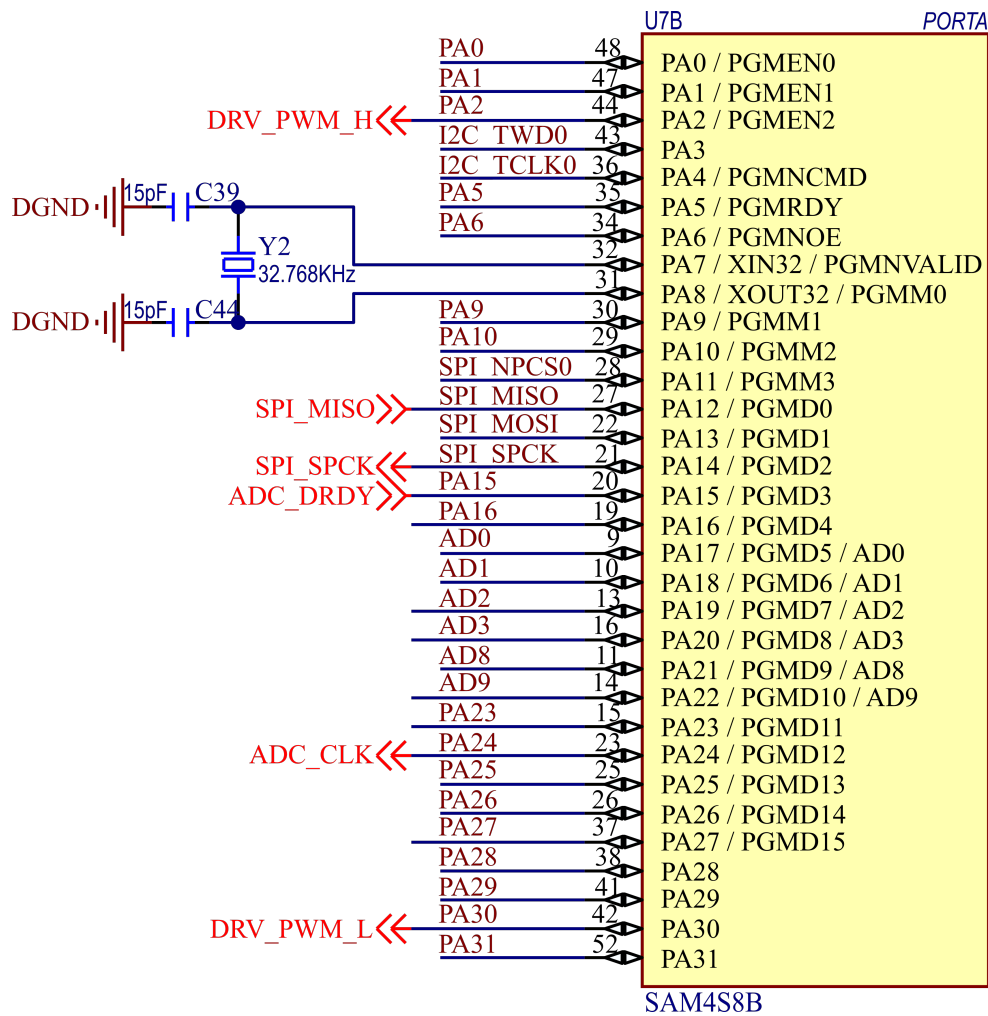 U7B PORTA
PA0 48 PA0 / PGMEN0
PA1 47 PA1 / PGMEN1
DRV_PWM_H PA2 44 PA2 / PGMEN2
I2C_TWD0 43 PA3
I2C_TCLK0 36 PA4 / PGMNCMD
DGND 15pF C39 PA5 35 PA5 / PGMRDY
PA6 34 PA6 / PGMNOE
Y2 32 PA7 / XIN32 / PGMNVALID
32.768KHz
31 PA8 / XOUT32 / PGMM0
DGND 15pF C44 PA9 30 PA9 / PGMM1
PA10 29 PA10 / PGMM2
SPI_NPCS0 28 PA11 / PGMM3
SPI_MISO SPI_MISO 27 PA12 / PGMD0
SPI_MOSI 22 PA13 / PGMD1
SPI_SPCK SPI_SPCK 21 PA14 / PGMD2
ADC_DRDY PA15 20 PA15 / PGMD3
PA16 19 PA16 / PGMD4
AD0 9 PA17 / PGMD5 / AD0
AD1 10 PA18 / PGMD6 / AD1
AD2 13 PA19 / PGMD7 / AD2
AD3 16 PA20 / PGMD8 / AD3
AD8 11 PA21 / PGMD9 / AD8
AD9 14 PA22 / PGMD10 / AD9
PA23 15 PA23 / PGMD11
ADC_CLK PA24 23 PA24 / PGMD12
PA25 25 PA25 / PGMD13
PA26 26 PA26 / PGMD14
PA27 37 PA27 / PGMD15
PA28 38 PA28
PA29 41 PA29
DRV_PWM_L PA30 42 PA30
PA31 52 PA31
SAM4S8B